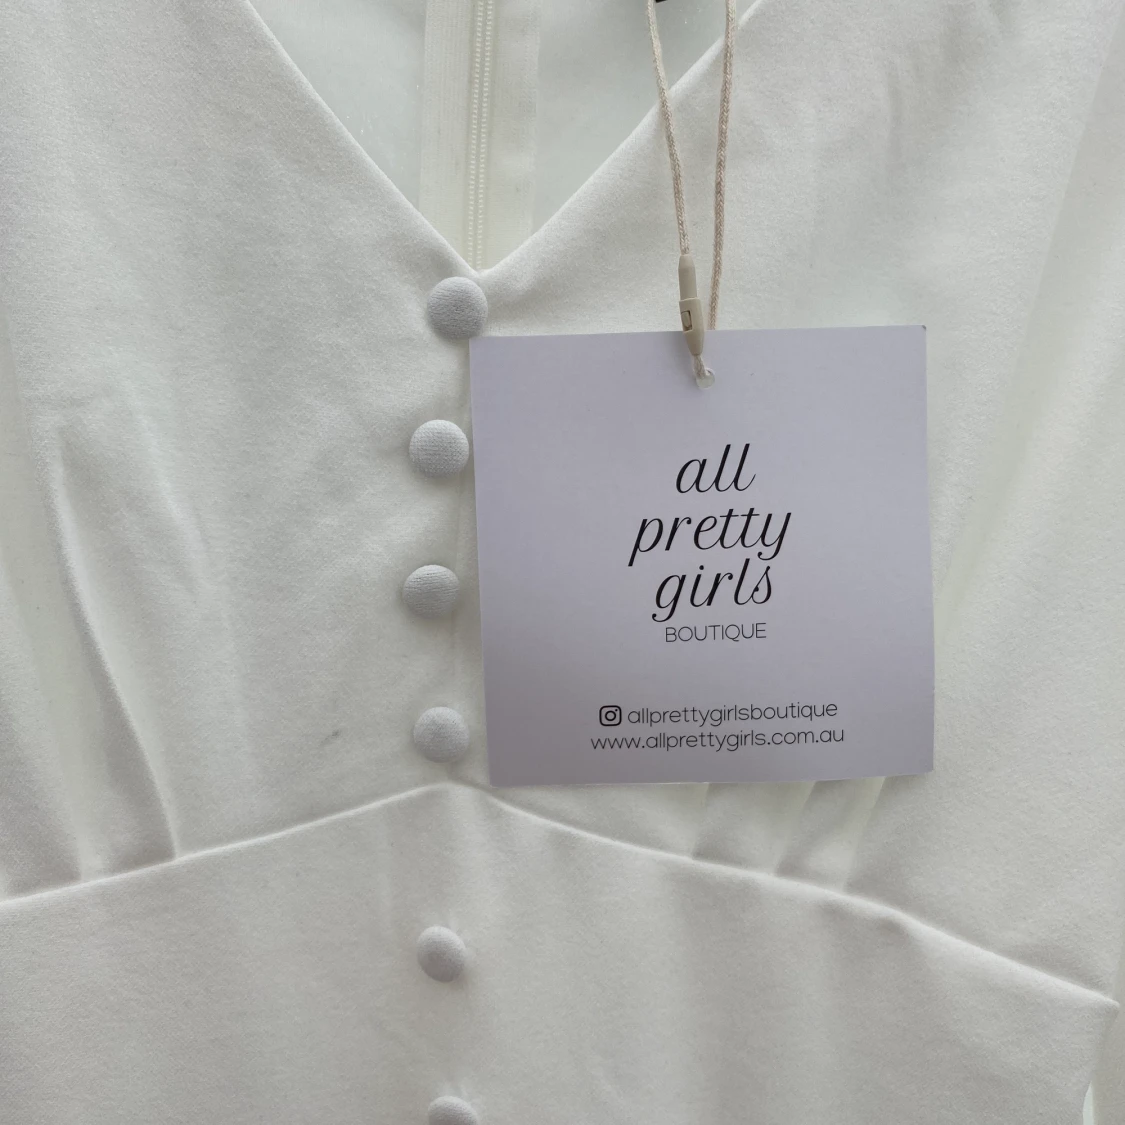 all
pretty
girls
BOUTIQUE
allprettygirlsboutique
www.allprettygirls.com.au